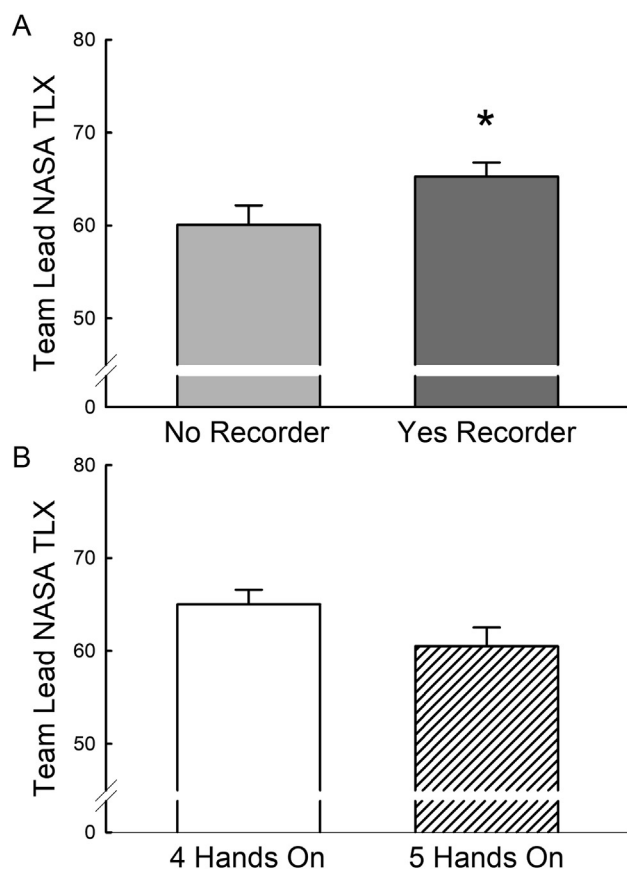 A
Team Lead NASA TLX
80
70
60
50
0
*
No Recorder
Yes Recorder
B
Team Lead NASA TLX
80
70
60
50
0
4 Hands On
5 Hands On